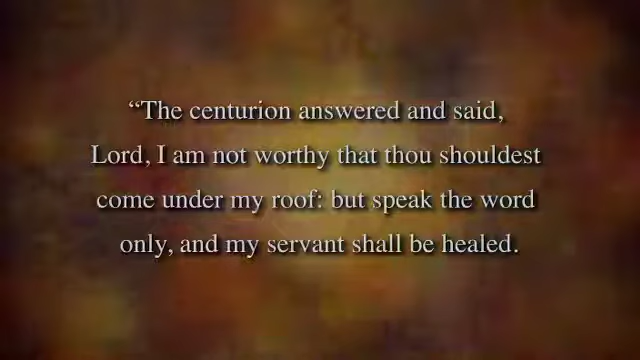 “The centurion answered and said,
Lord, I am not worthy that thou shouldest
come under my roof: but speak the word
only, and my servant shall be healed.